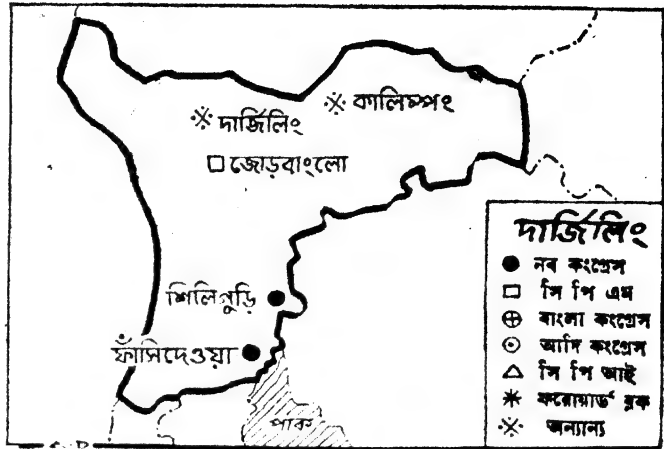 কালিম্পং
দার্জিলিং
জোড়বাংলো
শিলিগুড়ি
ফাঁসিদেওয়া
পাক
দার্জিলিং
নব কংগ্রেস
সি পি এম
বাংলা কংগ্রেস
আদি কংগ্রেস
সি পি আই
ফরোয়ার্ড ব্লক
অন্যান্য